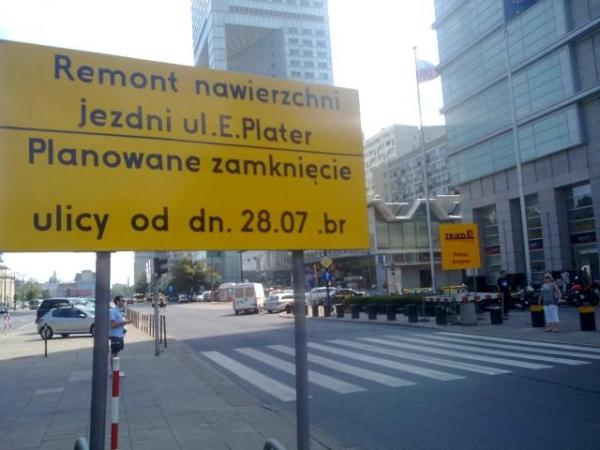 Remont nawierzchni
jezdni ul.E.Plater
Planowane zamknięcie
ulicy od dn. 28.07 .br